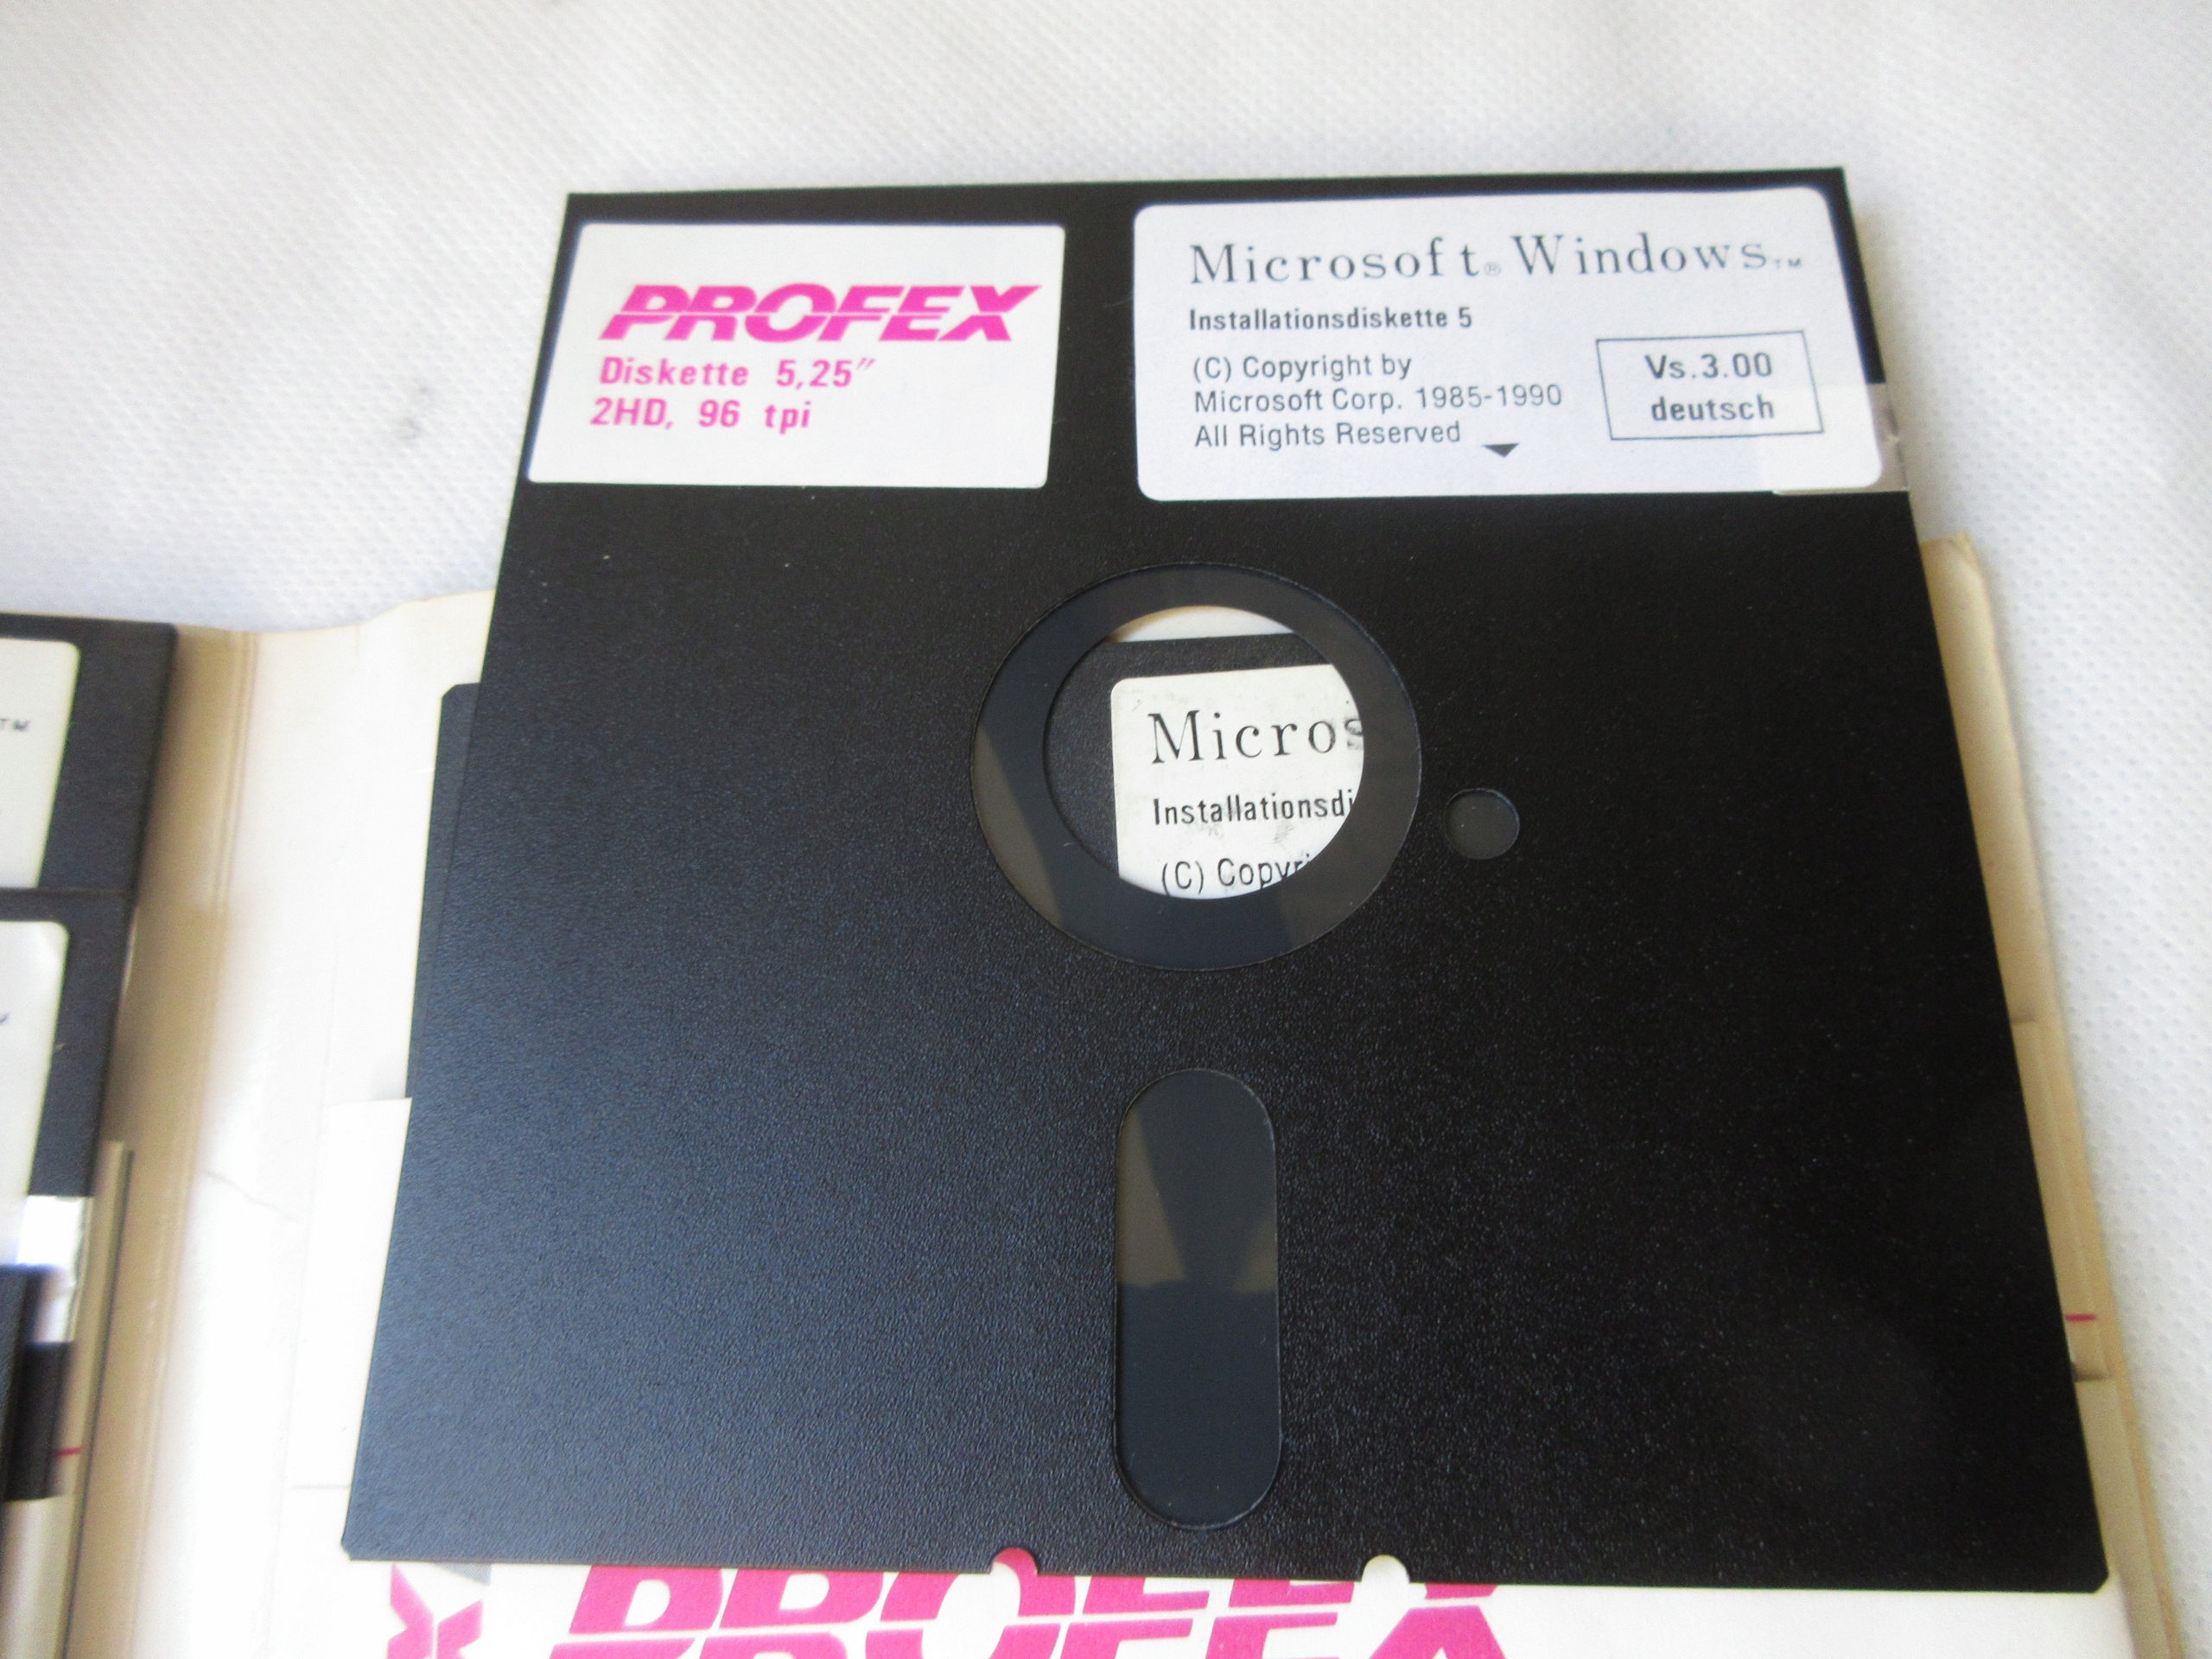 PROFEX
Diskette 5,25"
2HD, 96 tpi
Microsoft® Windows™
Installationsdiskette 5
(C) Copyright by
Microsoft Corp. 1985-1990
All Rights Reserved
Vs.3.00
deutsch
Micros
Installationsdi
(C) Copyri
TM
PROFEX